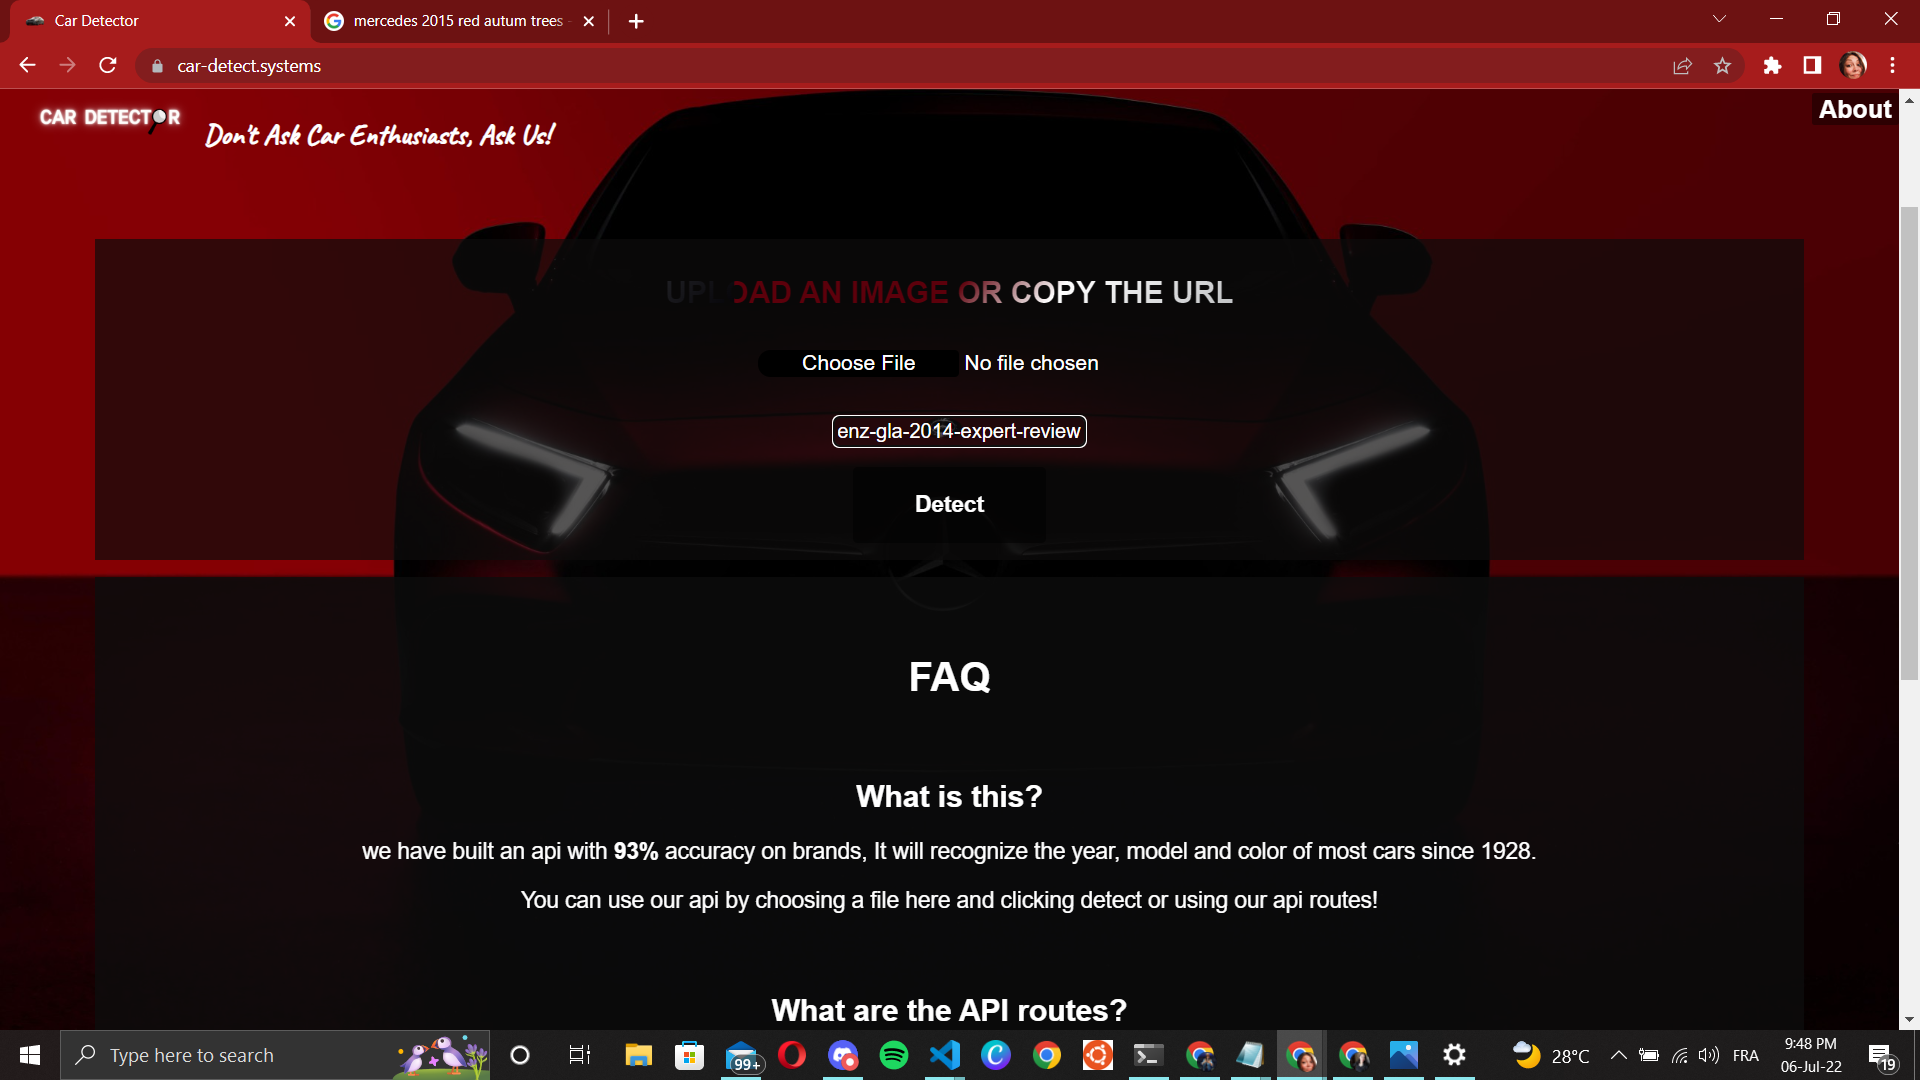 Car Detector
mercedes 2015 red autum trees
car-detect.systems
CAR DETECTOR
Don't Ask Car Enthusiasts, Ask Us!
About
UPLOAD AN IMAGE OR COPY THE URL
Choose File No file chosen
enz-gla-2014-expert-review
Detect
FAQ
What is this?
we have built an api with 93% accuracy on brands, It will recognize the year, model and color of most cars since 1928.
You can use our api by choosing a file here and clicking detect or using our api routes!
What are the API routes?
Type here to search
99+
28°C
FRA
9:48 PM
06-Jul-22
19